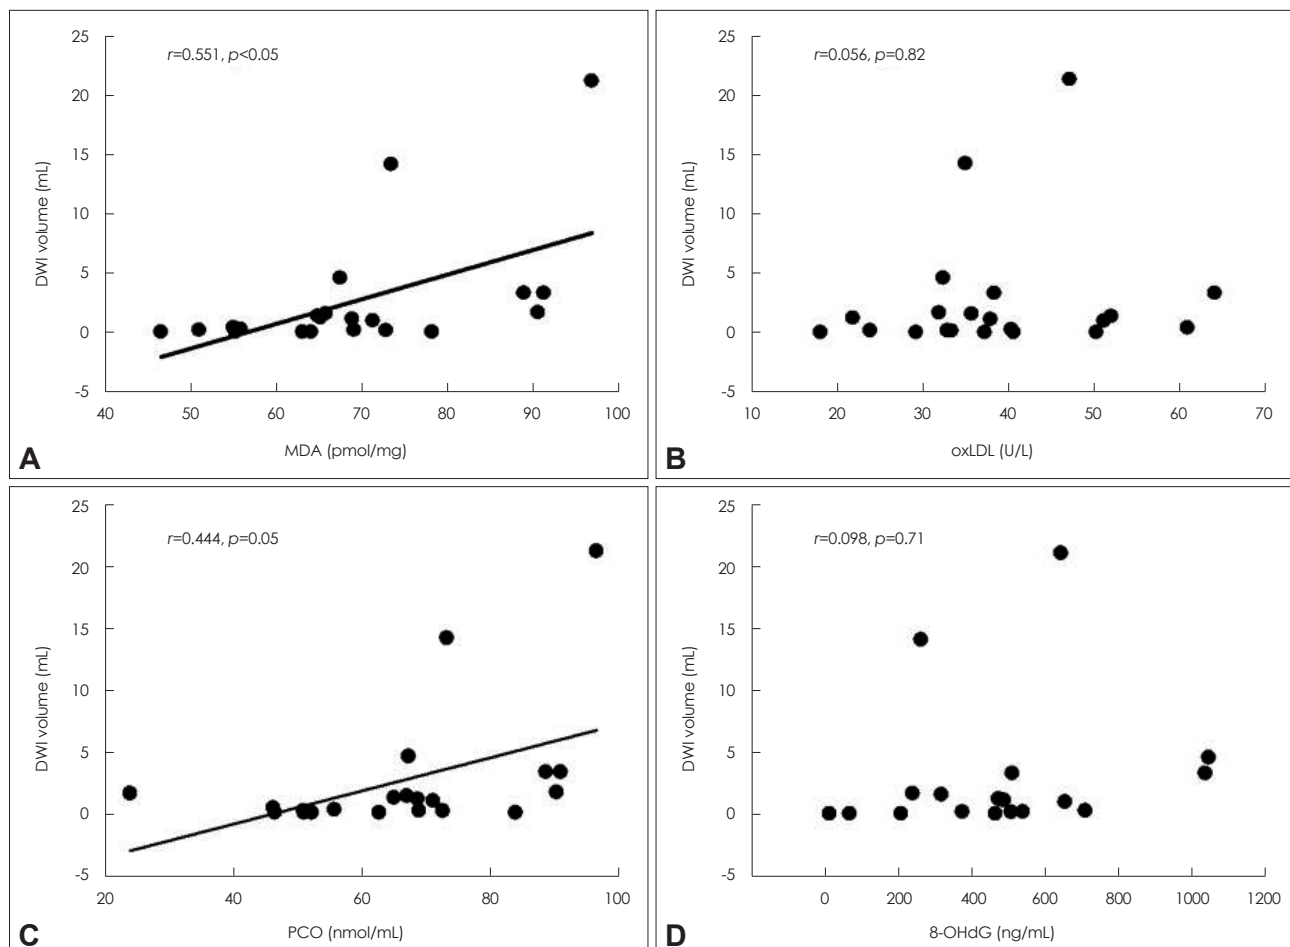 r=0.551, p<0.05
25
20
15
10
5
0
-5
DWI volume (mL)
40 50 60 70 80 90 100
MDA (pmol/mg)
A
r=0.056, p=0.82
25
20
15
10
5
0
-5
DWI volume (mL)
10 20 30 40 50 60 70
oxLDL (U/L)
B
r=0.444, p=0.05
25
20
15
10
5
0
-5
DWI volume (mL)
20 40 60 80 100
PCO (nmol/mL)
C
r=0.098, p=0.71
25
20
15
10
5
0
-5
DWI volume (mL)
0 200 400 600 800 1000 1200
8-OHdG (ng/mL)
D